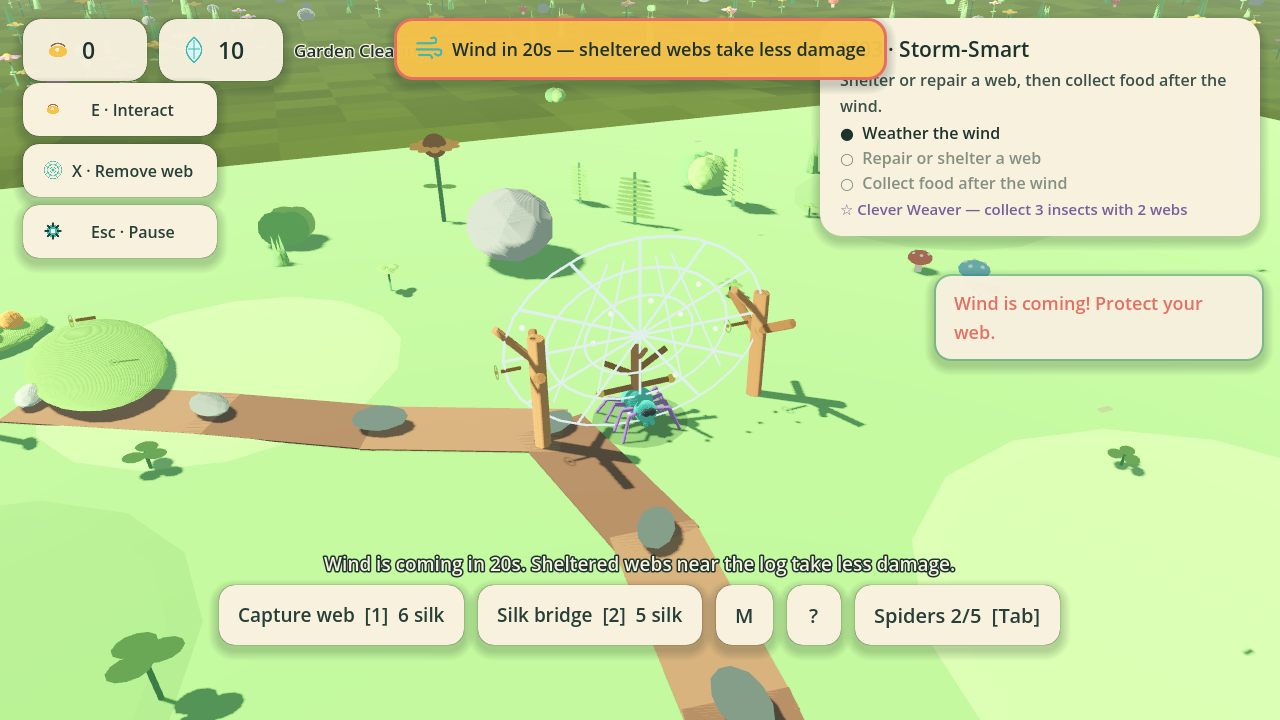 0
10
Garden Clea
Wind in 20s — sheltered webs take less damage
· Storm-Smart
Shelter or repair a web, then collect food after the
wind.
● Weather the wind
○ Repair or shelter a web
○ Collect food after the wind
☆ Clever Weaver — collect 3 insects with 2 webs
E · Interact
X · Remove web
Esc · Pause
Wind is coming! Protect your
web.
Wind is coming in 20s. Sheltered webs near the log take less damage.
Capture web [1] 6 silk
Silk bridge [2] 5 silk
M
?
Spiders 2/5 [Tab]